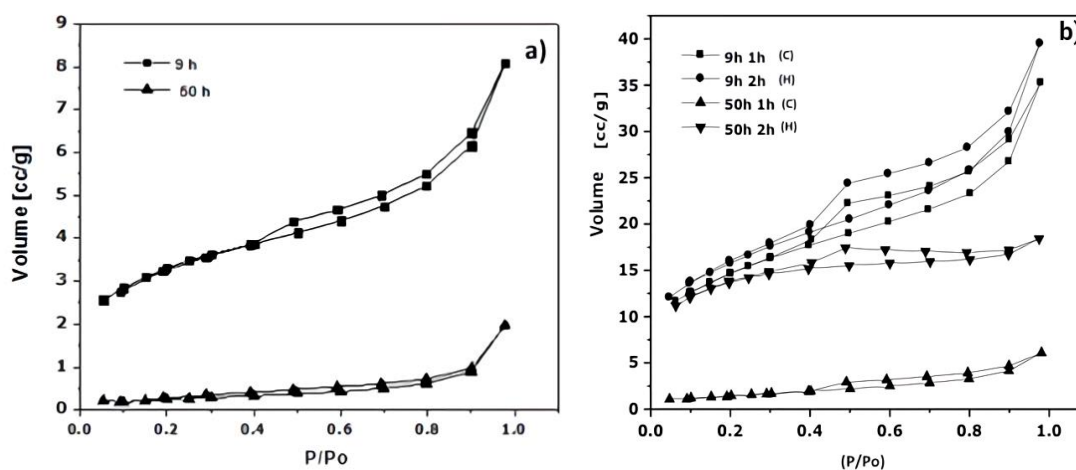 a)
9
8
7
6
5
4
3
2
1
0
9 h
60 h
Volume [cc/g]
0.0 0.2 0.4 0.6 0.8 1.0
P/Po
b)
40
35
30
25
20
15
10
5
0
9h 1h (C)
9h 2h (H)
50h 1h (C)
50h 2h (H)
Volume [cc/g]
0.0 0.2 0.4 0.6 0.8 1.0
(P/Po)